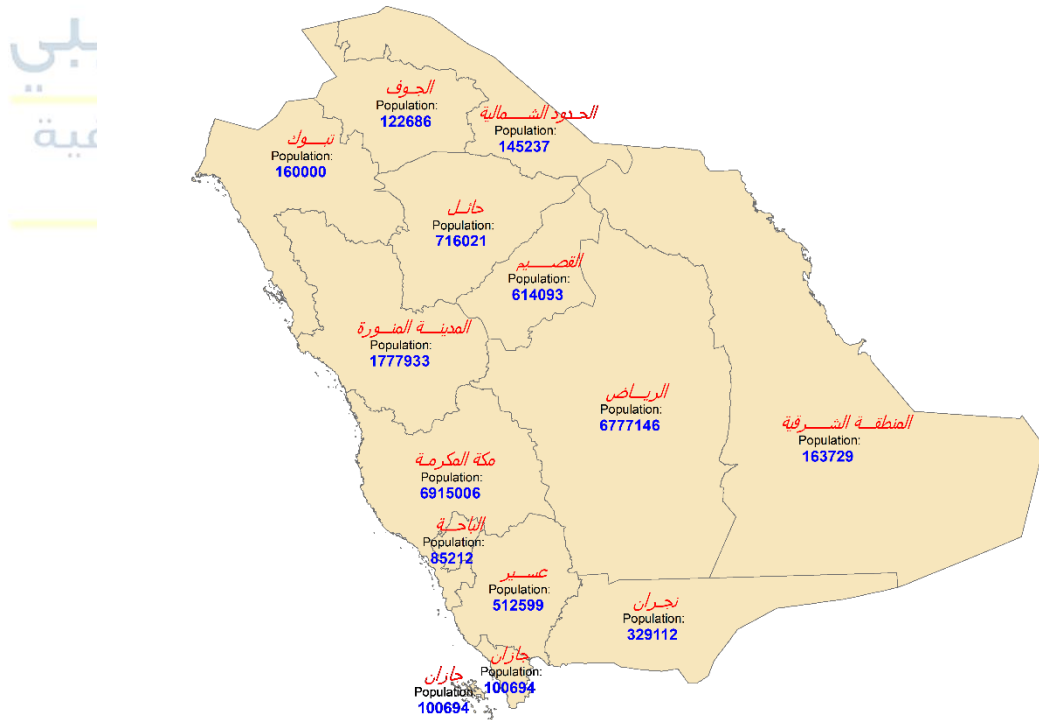 الجوف
Population:
122686
الحدود الشمالية
Population:
145237
تبوك
Population:
160000
حائل
Population:
716021
القصيم
Population:
614093
المدينة المنورة
Population:
1777933
الرياض
Population:
6777146
المنطقة الشرقية
Population:
163729
مكة المكرمة
Population:
6915006
الباحة
Population:
85212
عسير
Population:
512599
نجران
Population:
329112
جازان
Population:
100694
جازان
Population:
100694